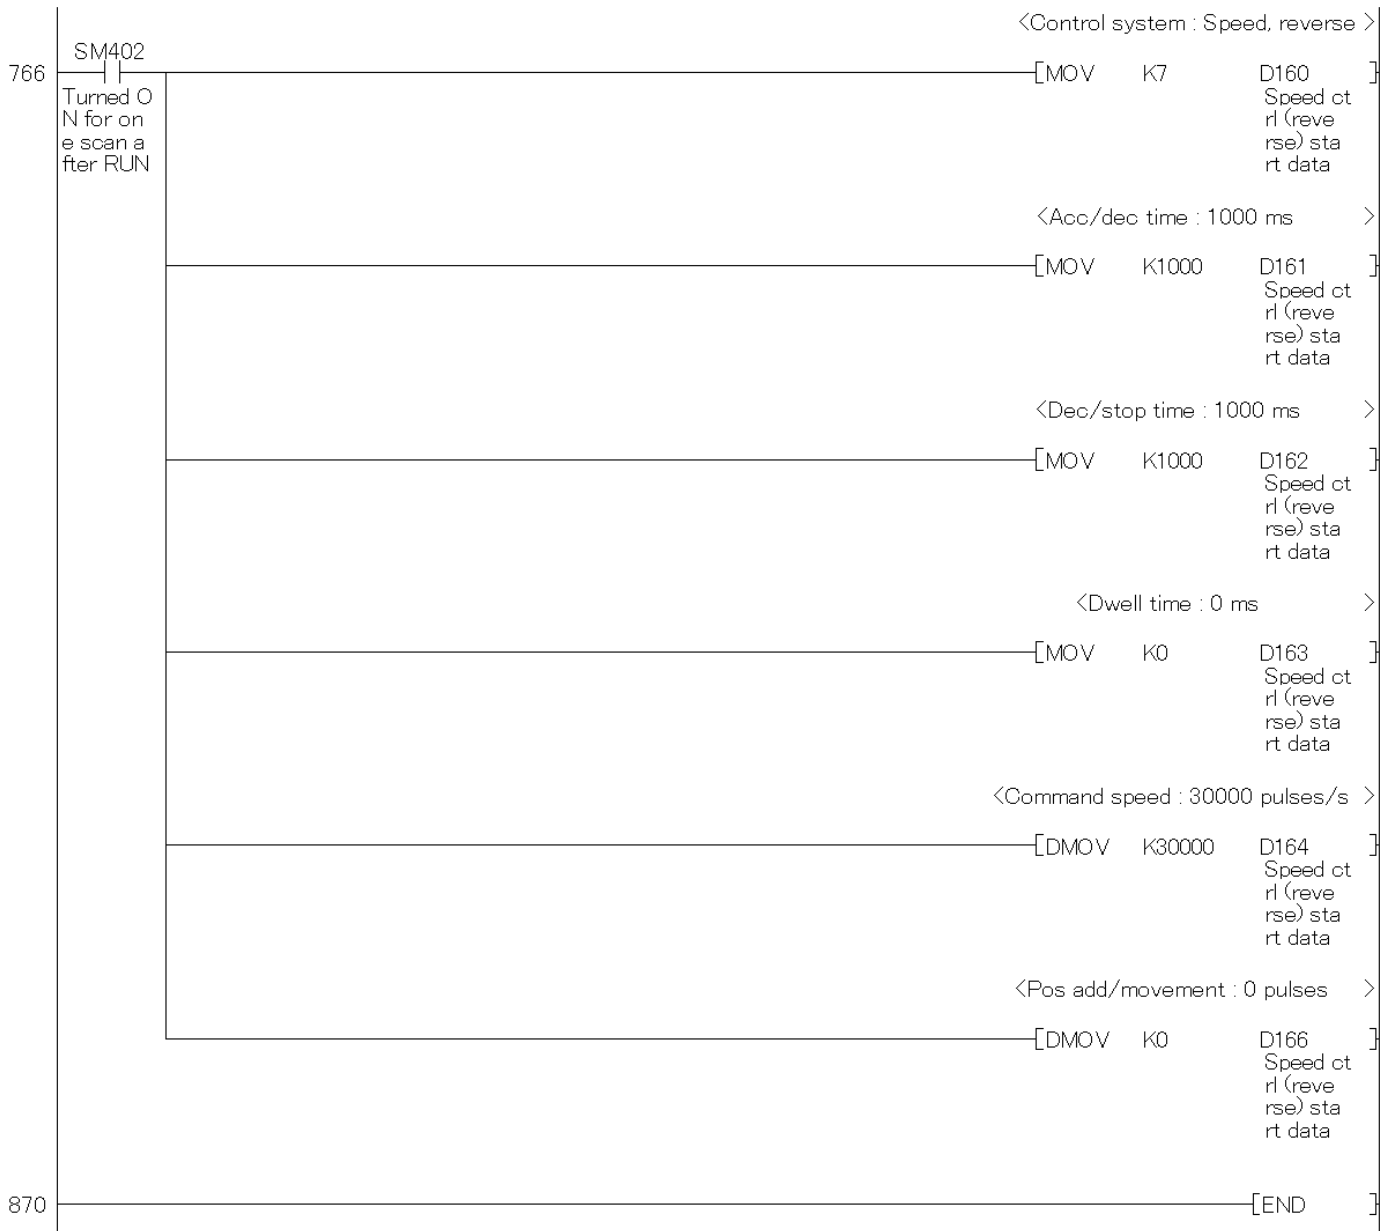 <Control system : Speed, reverse >
SM402
766
[MOV K7 D160 ]
Turned O
N for on
e scan a
fter RUN
Speed ct
rl (reve
rse) sta
rt data
<Acc/dec time : 1000 ms >
[MOV K1000 D161 ]
Speed ct
rl (reve
rse) sta
rt data
<Dec/stop time : 1000 ms >
[MOV K1000 D162 ]
Speed ct
rl (reve
rse) sta
rt data
<Dwell time : 0 ms >
[MOV K0 D163 ]
Speed ct
rl (reve
rse) sta
rt data
<Command speed : 30000 pulses/s >
[DMOV K30000 D164 ]
Speed ct
rl (reve
rse) sta
rt data
<Pos add/movement : 0 pulses >
[DMOV K0 D166 ]
Speed ct
rl (reve
rse) sta
rt data
870 [END ]